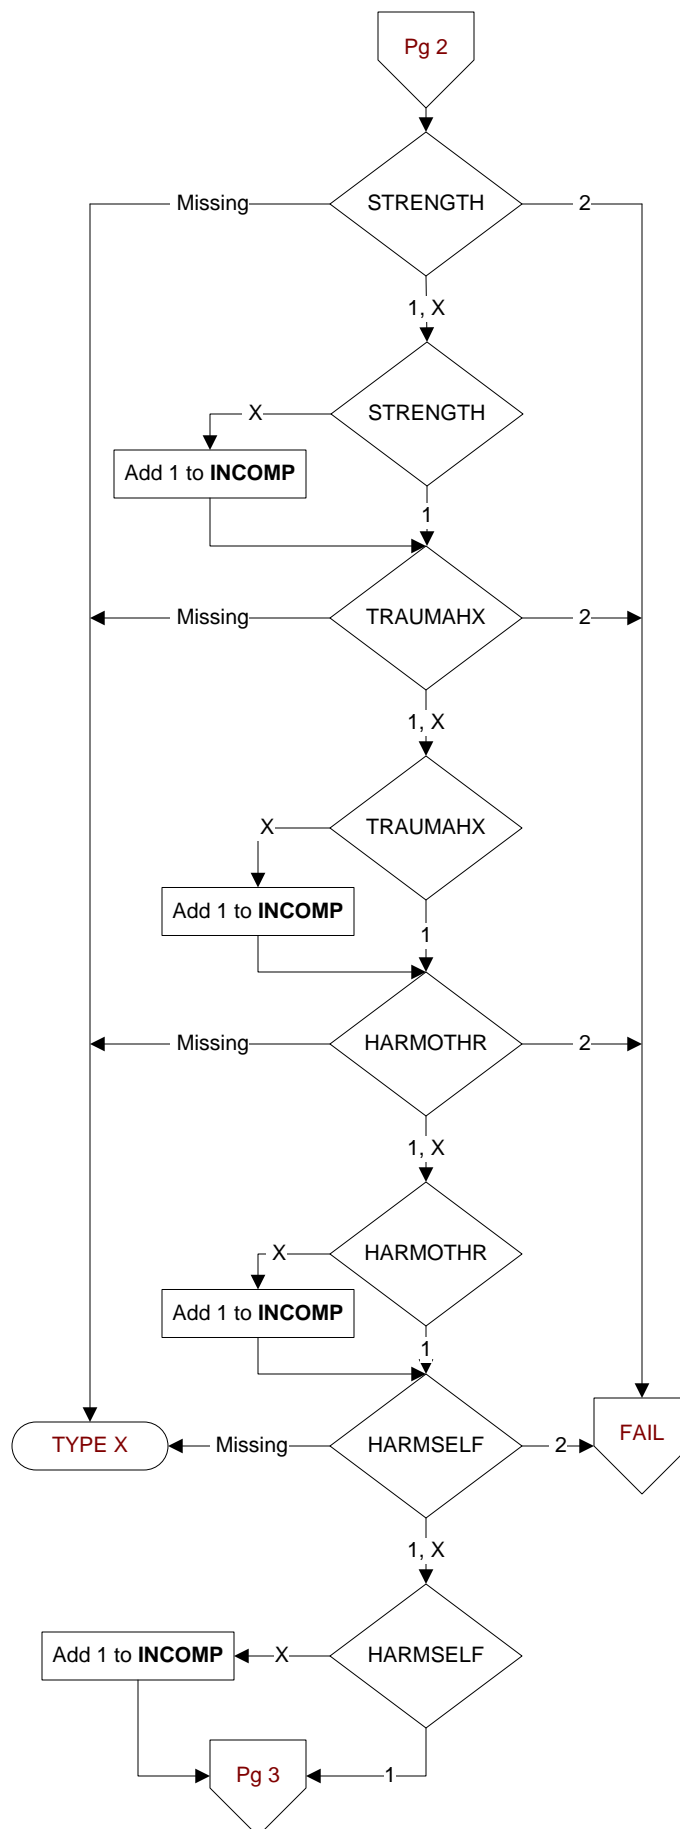 Pg 2
Missing
STRENGTH
2
1, X
X
STRENGTH
Add 1 to INCOMP
1
Missing
TRAUMAHX
2
1, X
X
TRAUMAHX
Add 1 to INCOMP
1
Missing
HARMOTHR
2
1, X
X
HARMOTHR
Add 1 to INCOMP
1
TYPE X
Missing
HARMSELF
2
FAIL
1, X
Add 1 to INCOMP
X
HARMSELF
Pg 3
1